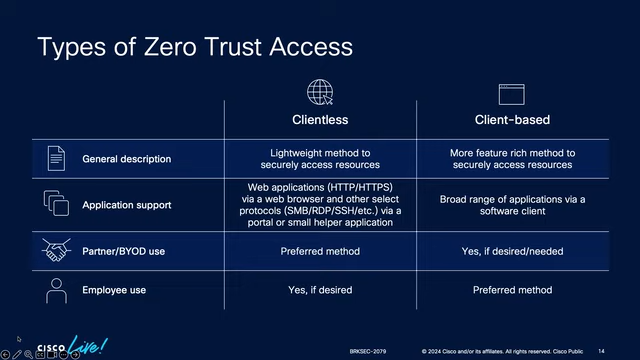 Types of Zero Trust Access
Clientless
Client-based
General description
Lightweight method to
securely access resources
More feature rich method to
securely access resources
Application support
Web applications (HTTP/HTTPS)
via a web browser and other select
protocols (SMB/RDP/SSH/etc.) via a
portal or small helper application
Broad range of applications via a
software client
Partner/BYOD use
Preferred method
Yes, if desired/needed
Employee use
Yes, if desired
Preferred method
CISCO Live!
BRKSEC-2079
© 2024 Cisco and/or its affiliates. All rights reserved. Cisco Public
14